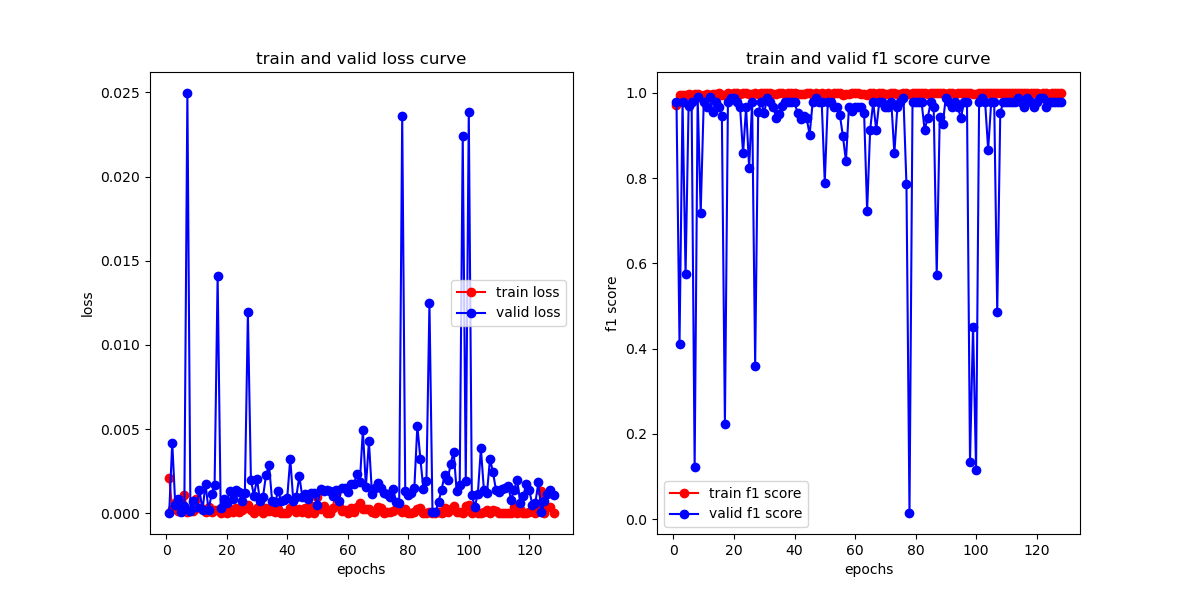 train and valid loss curve
0.025
0.020
0.015
0.010
0.005
0.000
loss
train loss
valid loss
0 20 40 60 80 100 120
epochs
train and valid f1 score curve
1.0
0.8
0.6
0.4
0.2
0.0
f1 score
train f1 score
valid f1 score
0 20 40 60 80 100 120
epochs